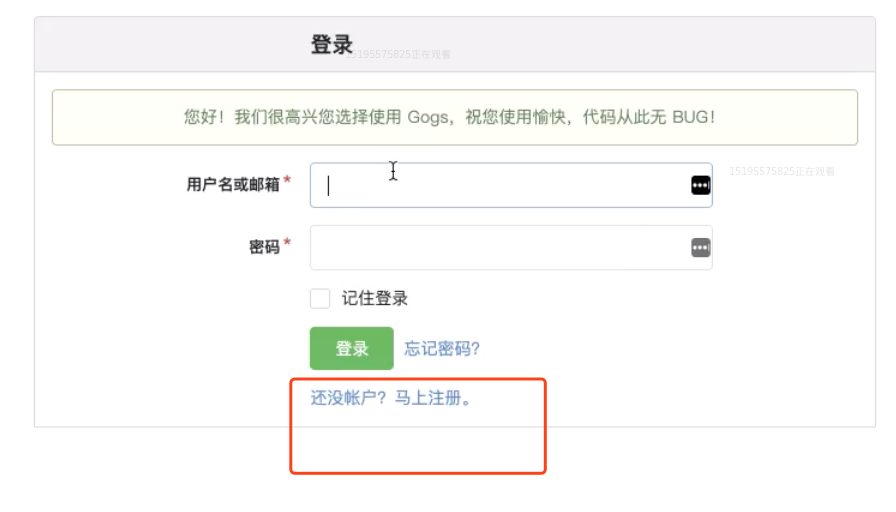 登录
15195575825正在观看
您好！我们很高兴您选择使用 Gogs，祝您使用愉快，代码从此无 BUG！
用户名或邮箱*
15195575825正在观看
密码*
记住登录
登录 忘记密码?
还没帐户？马上注册。